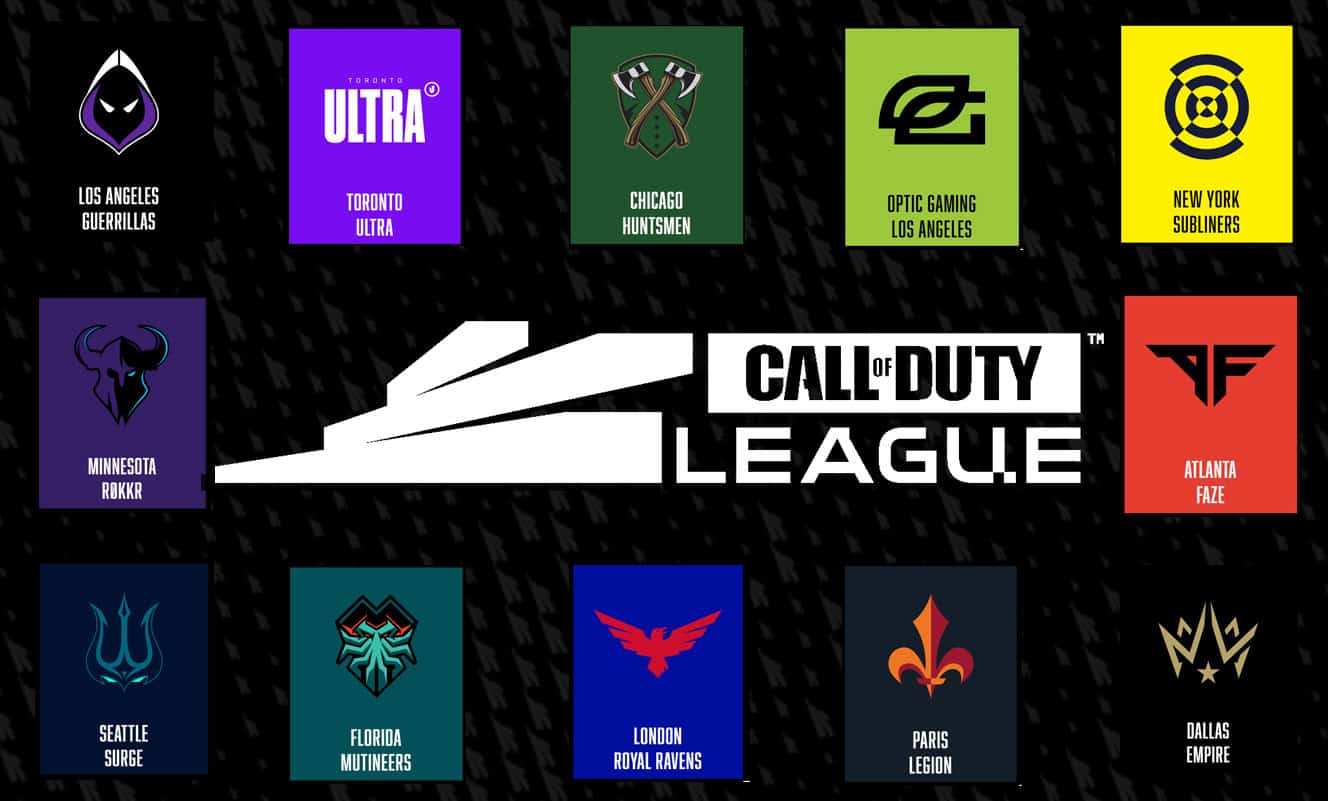 LOS ANGELES
GUERRILLAS
TORONTO
ULTRA
TORONTO
ULTRA
CHICAGO
HUNTSMEN
OPTIC GAMING
LOS ANGELES
NEW YORK
SUBLINERS
MINNESOTA
RØKKR
CALL OF DUTY
LEAGUE
TM
ATLANTA
FAZE
SEATTLE
SURGE
FLORIDA
MUTINEERS
LONDON
ROYAL RAVENS
PARIS
LEGION
DALLAS
EMPIRE